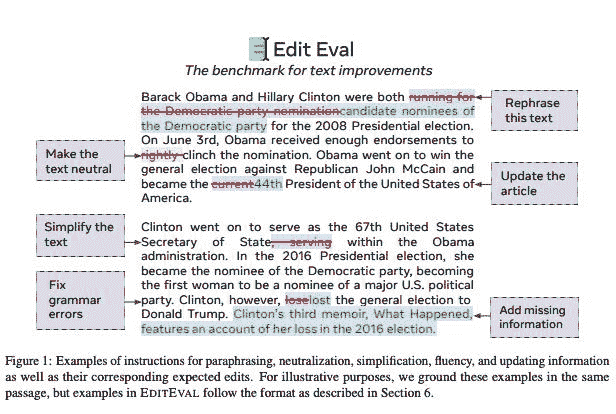 Edit Eval
The benchmark for text improvements
Barack Obama and Hillary Clinton were both running for
the Democratic party nominationcandidate nominees of
the Democratic party for the 2008 Presidential election.
On June 3rd, Obama received enough endorsements to
rightly clinch the nomination. Obama went on to win the
general election against Republican John McCain and
became the current44th President of the United States of
America.
Clinton went on to serve as the 67th United States
Secretary of State, serving within the Obama
administration. In the 2016 Presidential election, she
became the nominee of the Democratic party, becoming
the first woman to be a nominee of a major U.S. political
party. Clinton, however, loselost the general election to
Donald Trump. Clinton's third memoir, What Happened,
features an account of her loss in the 2016 election.
Make the
text neutral
Simplify the
text
Fix
grammar
errors
Rephrase
this text
Update the
article
Add missing
information
Figure 1: Examples of instructions for paraphrasing, neutralization, simplification, fluency, and updating information
as well as their corresponding expected edits. For illustrative purposes, we ground these examples in the same
passage, but examples in EDITEVAL follow the format as described in Section 6.